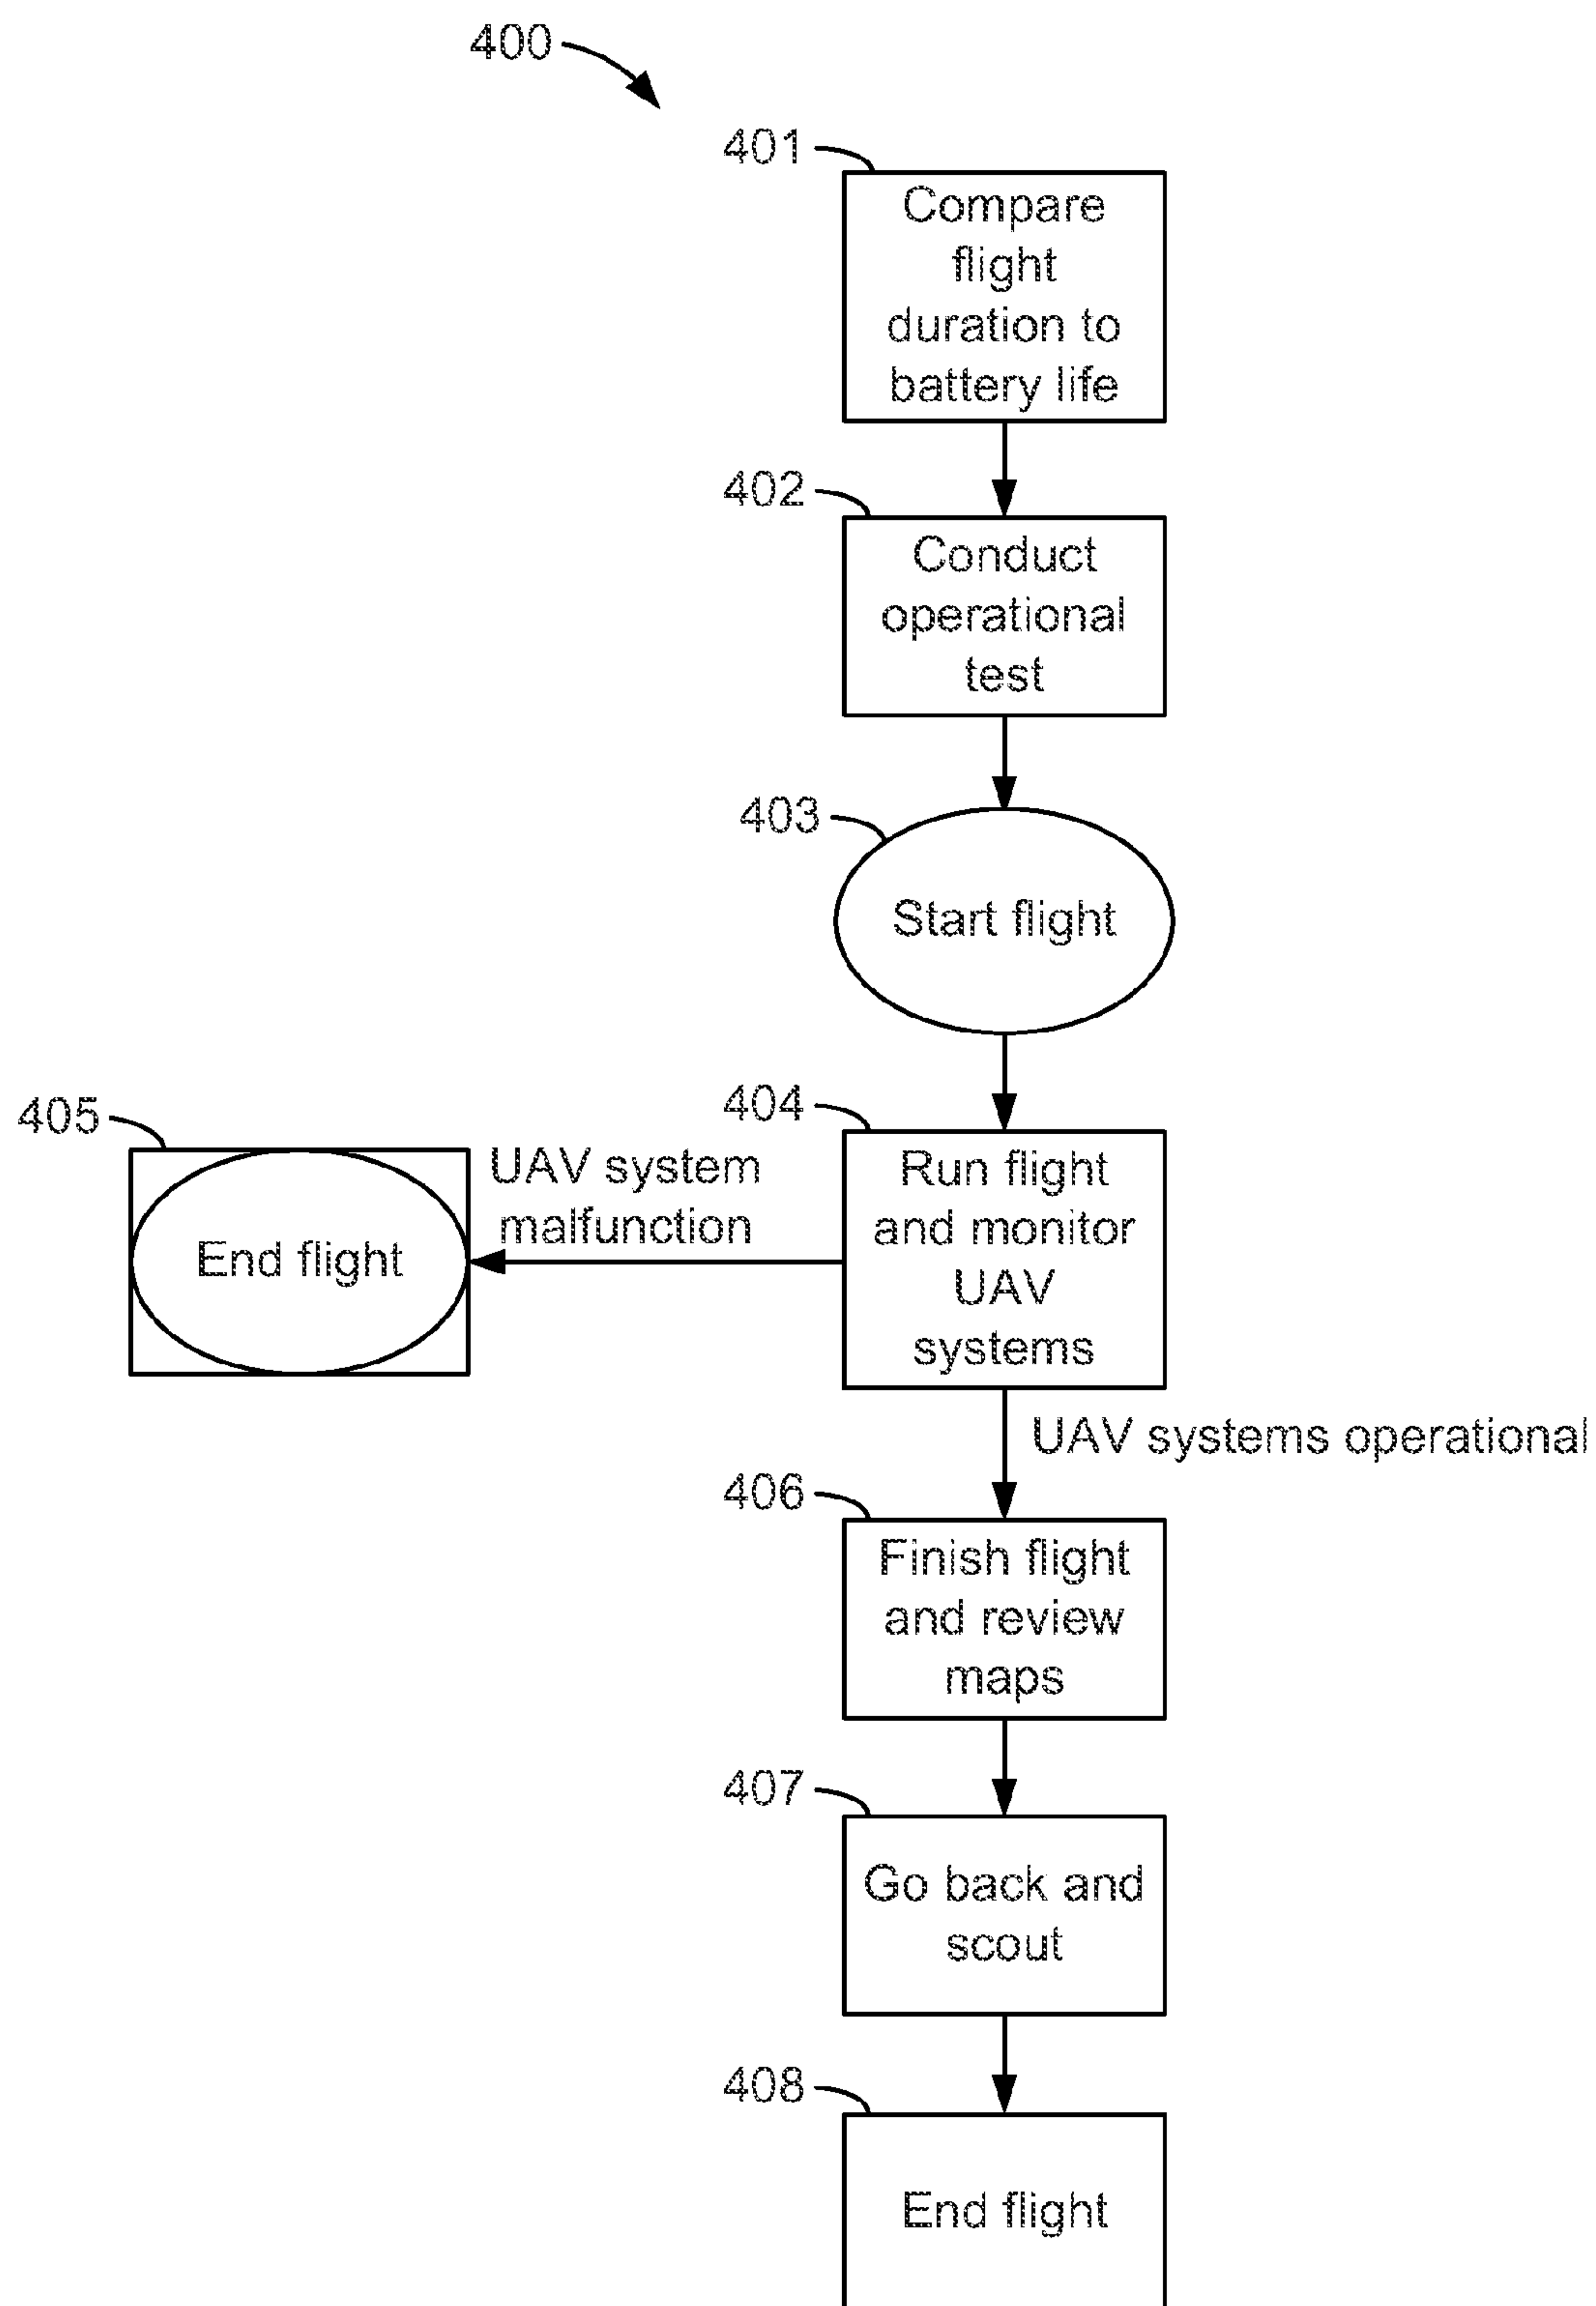 400
401
Compare
flight
duration to
battery life
402
Conduct
operational
test
403
Start flight
404
Run flight
and monitor
UAV
systems
405
End flight
UAV system
malfunction
UAV systems operational
406
Finish flight
and review
maps
407
Go back and
scout
408
End flight